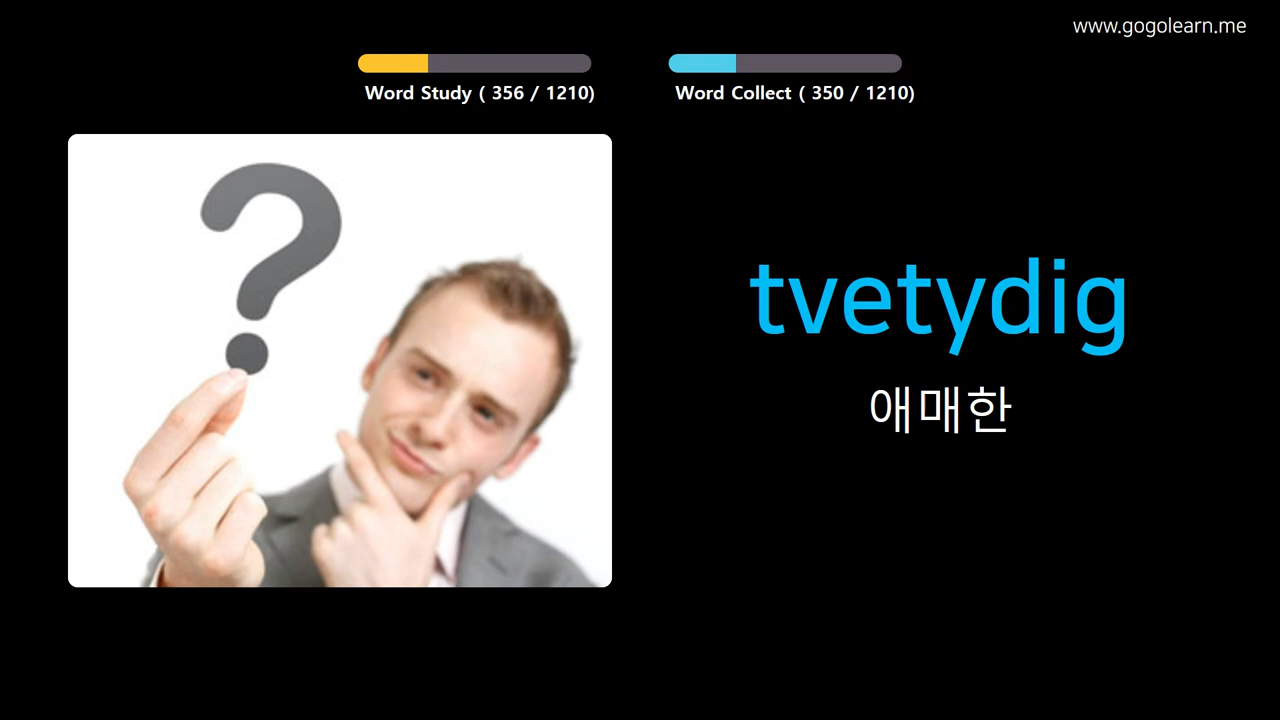 www.gogolearn.me
Word Study ( 356 / 1210)
Word Collect ( 350 / 1210)
?
tvetydig
애매한